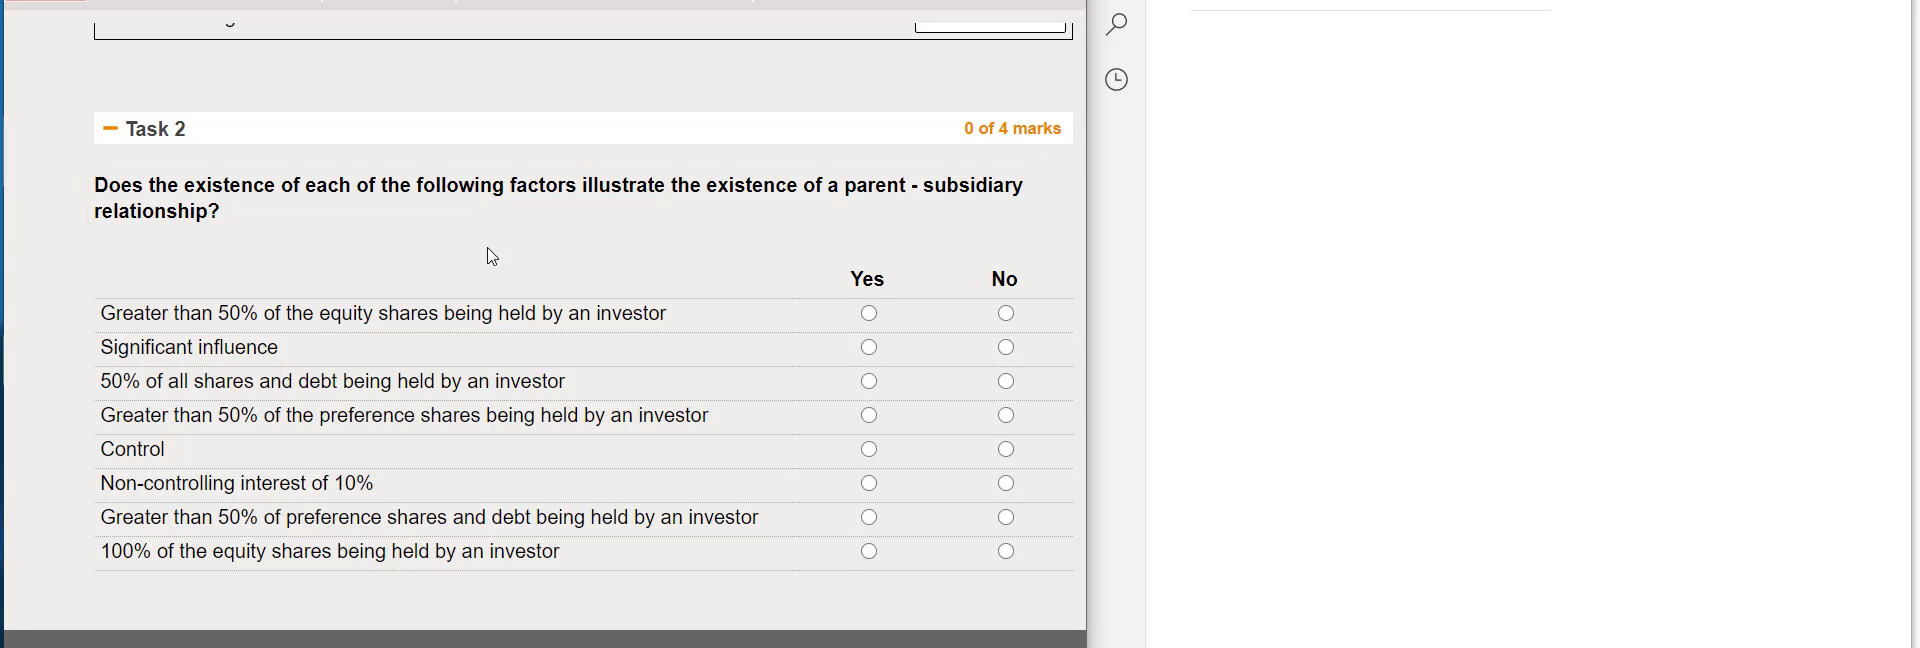 Task 2
0 of 4 marks
Does the existence of each of the following factors illustrate the existence of a parent - subsidiary
relationship?
Yes No
Greater than 50% of the equity shares being held by an investor
Significant influence
50% of all shares and debt being held by an investor
Greater than 50% of the preference shares being held by an investor
Control
Non-controlling interest of 10%
Greater than 50% of preference shares and debt being held by an investor
100% of the equity shares being held by an investor